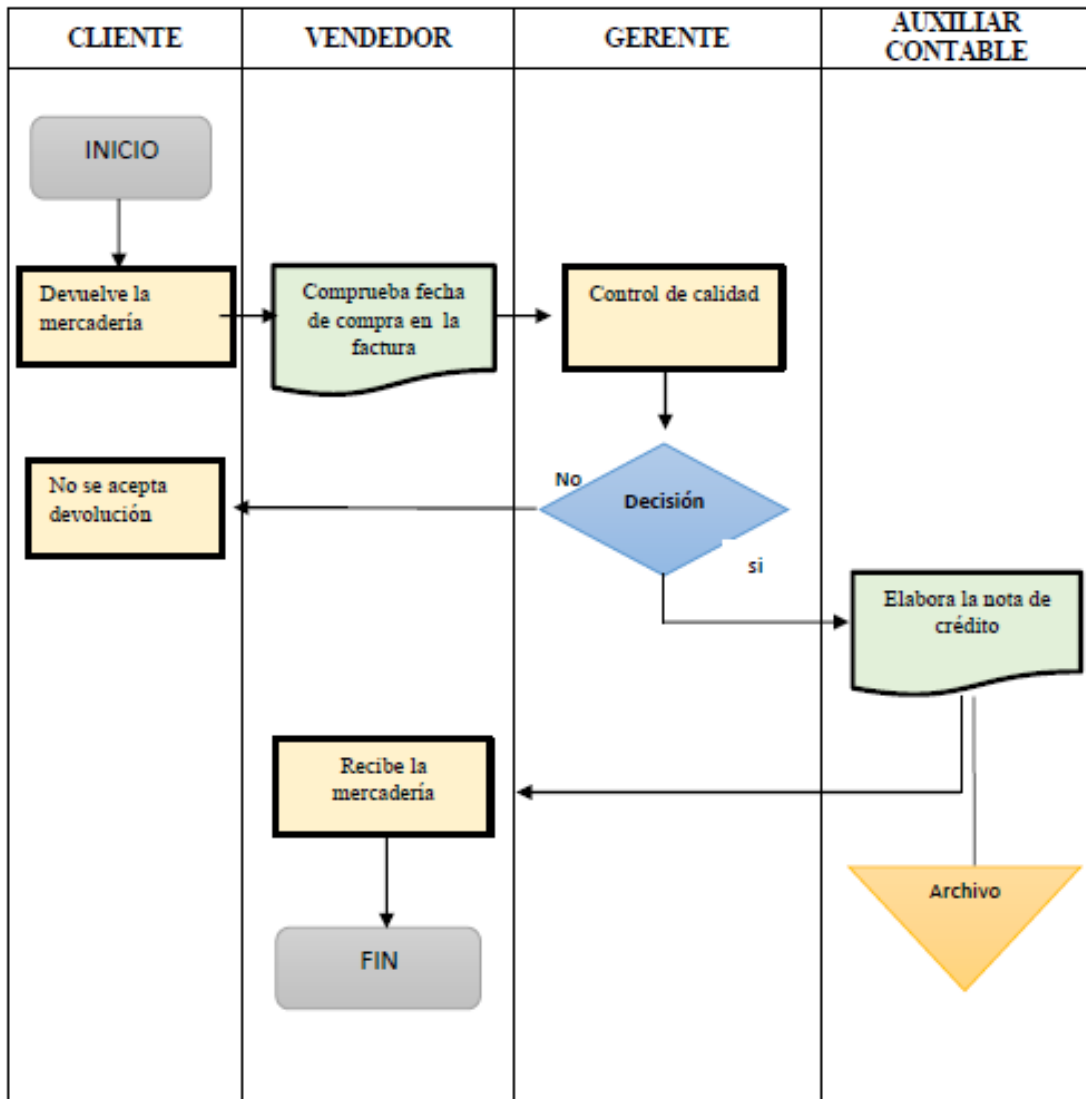 CLIENTE
VENDEDOR
GERENTE
AUXILIAR
CONTABLE
INICIO
Devuelve la
mercadería
Comprueba fecha
de compra en la
factura
Control de calidad
No se acepta
devolución
No
Decisión
si
Elabora la nota de
crédito
Recibe la
mercadería
Archivo
FIN